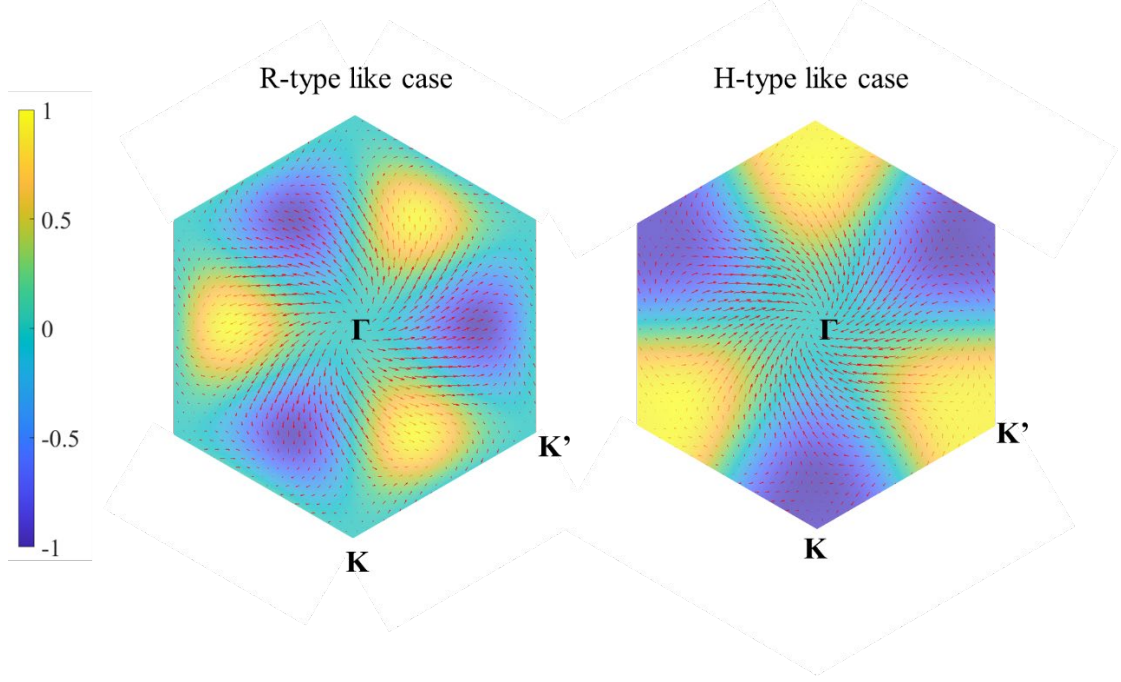 R-type like case
H-type like case
1
0.5
0
-0.5
-1
Γ
Γ
K’
K’
K
K